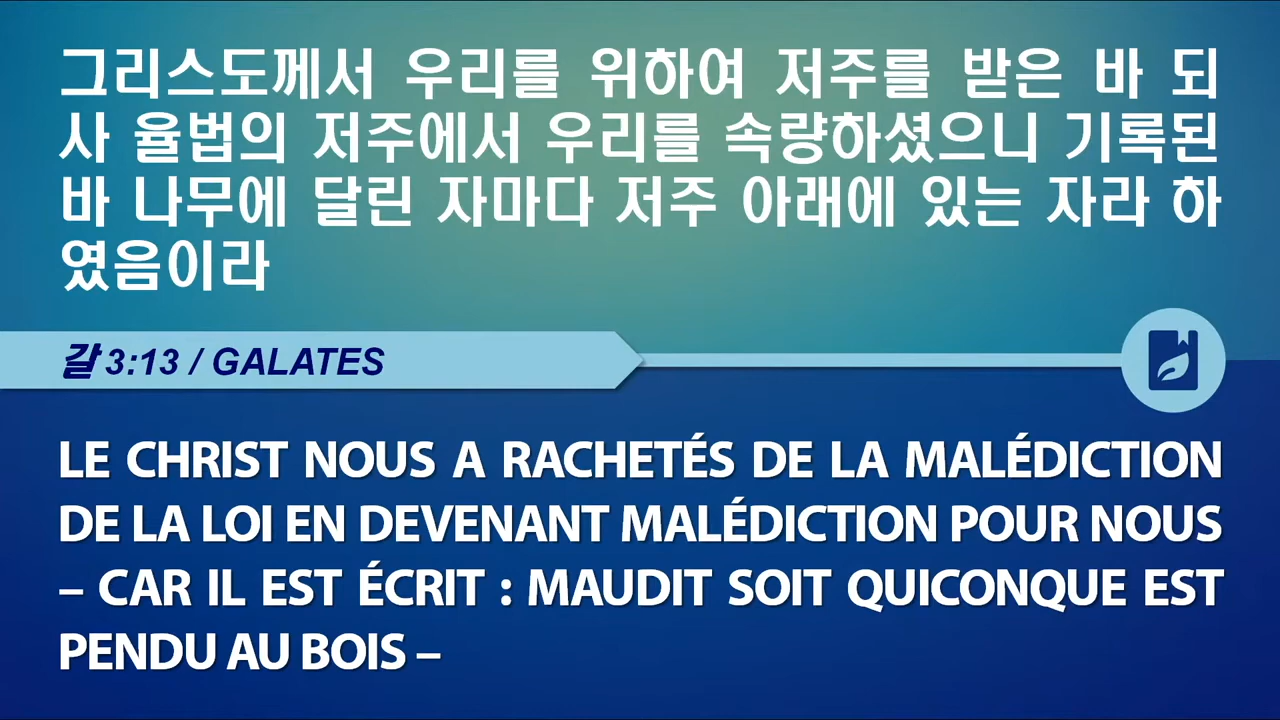 그리스도께서 우리를 위하여 저주를 받은 바 되
사 율법의 저주에서 우리를 속량하셨으니 기록된
바 나무에 달린 자마다 저주 아래에 있는 자라 하
였음이라
갈 3:13 / GALATES
LE CHRIST NOUS A RACHETÉS DE LA MALÉDICTION
DE LA LOI EN DEVENANT MALÉDICTION POUR NOUS
– CAR IL EST ÉCRIT : MAUDIT SOIT QUICONQUE EST
PENDU AU BOIS –